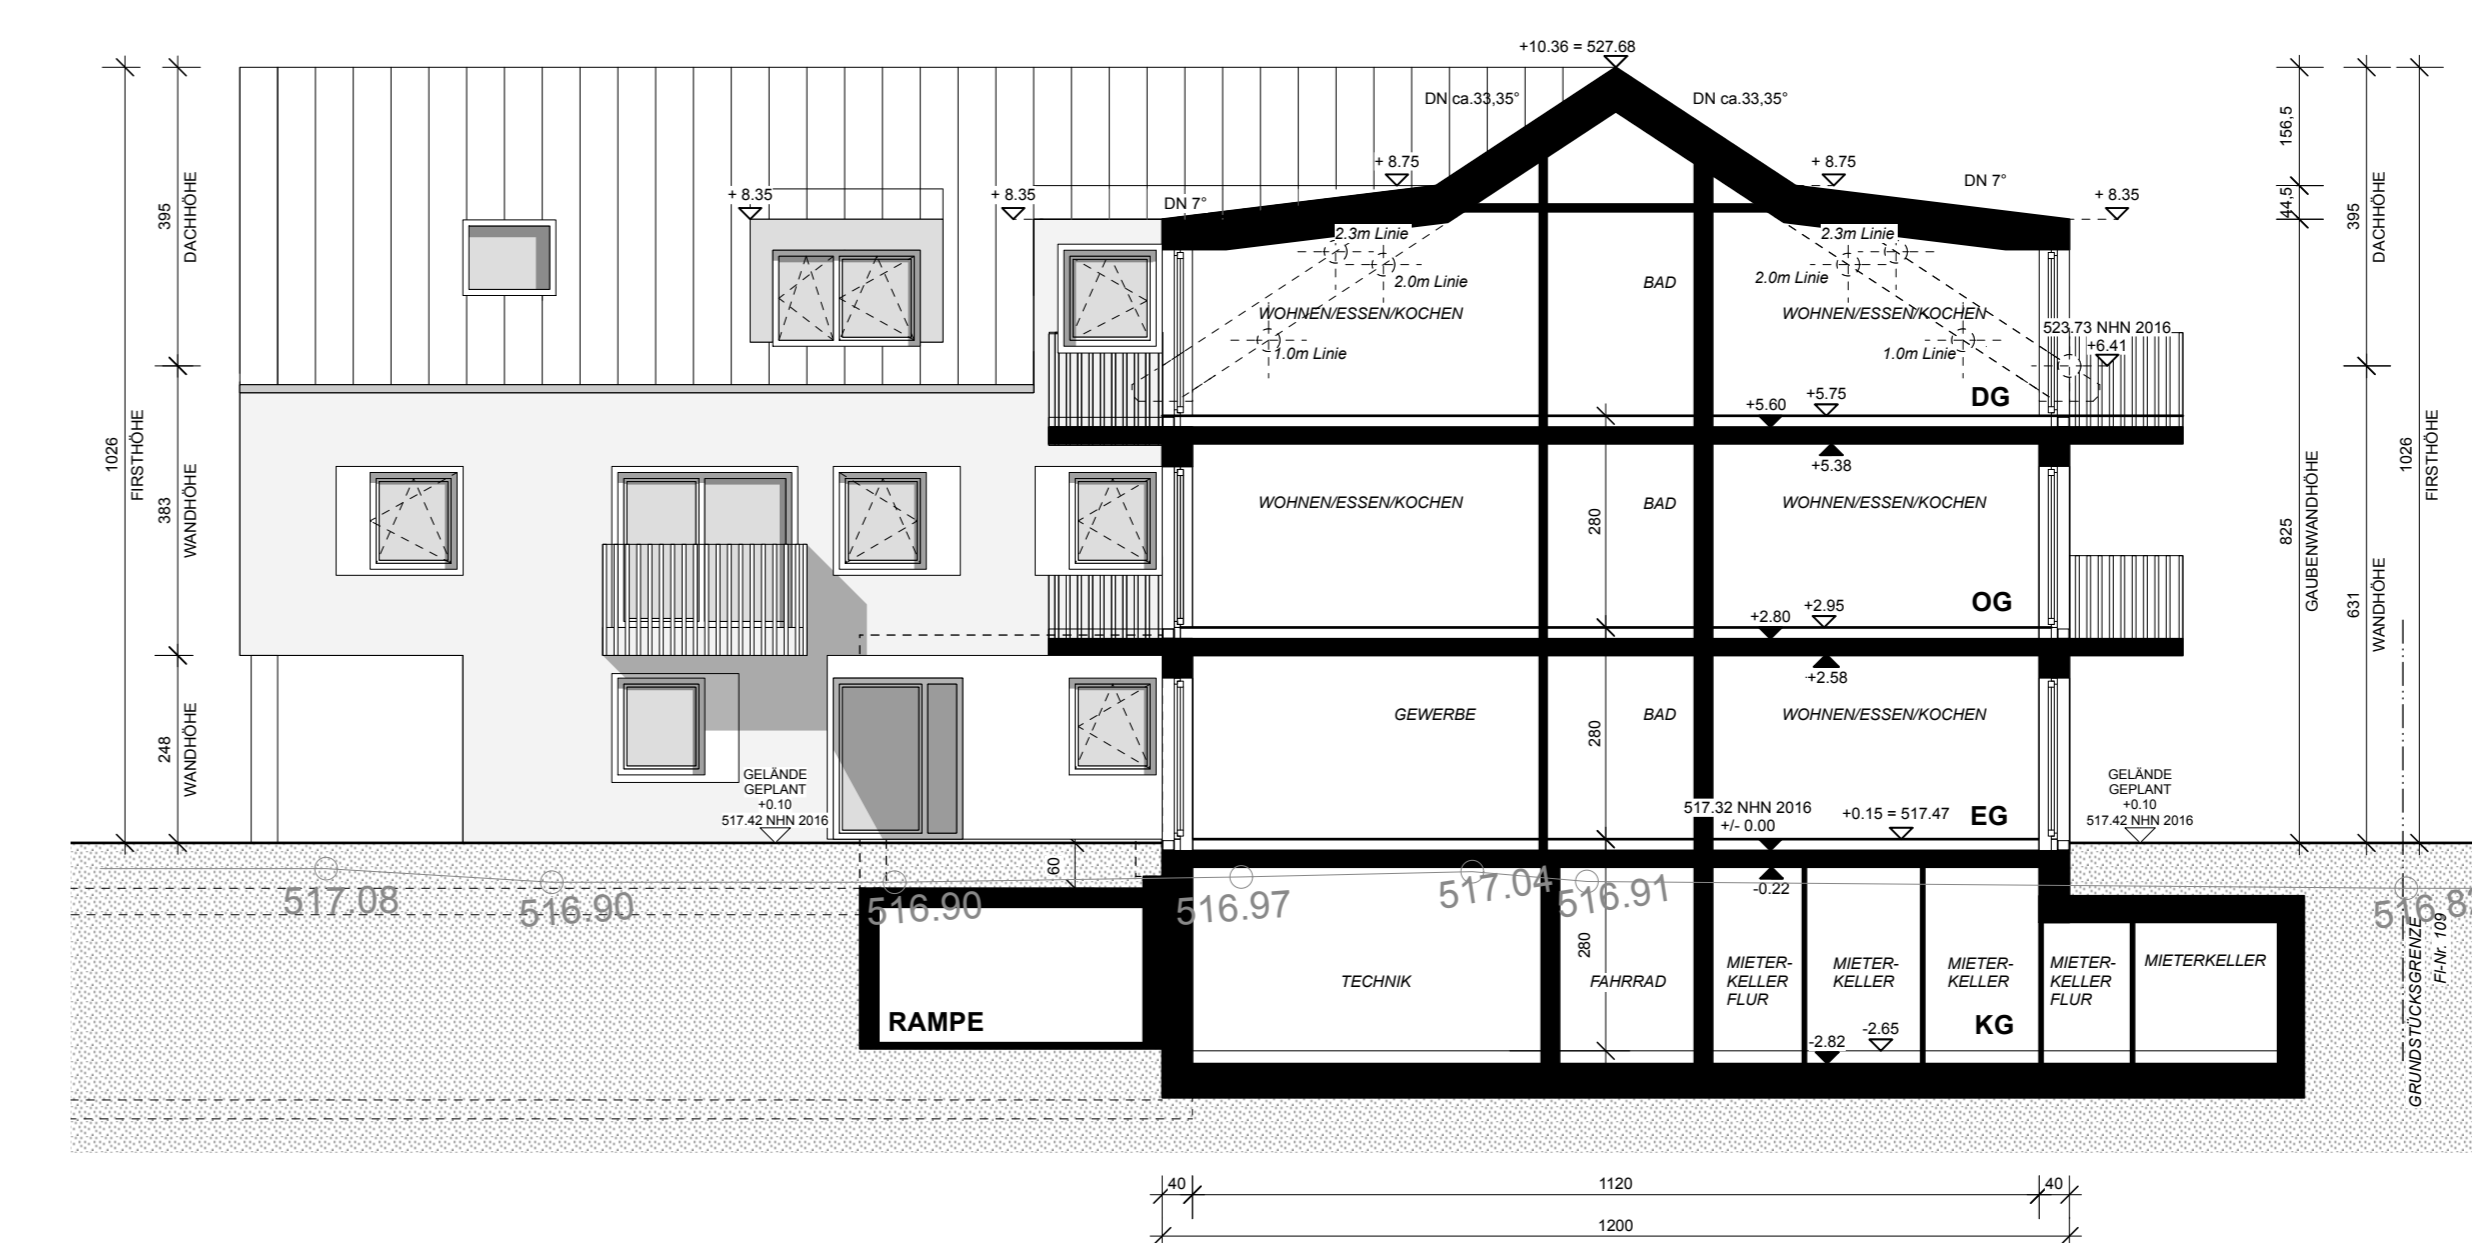 +10.36 = 527.68
DN ca.33,35°
DN ca.33,35°
156,5
+ 8.75
+ 8.75
DN 7°
DN 7°
+ 8.35
+ 8.35
+ 8.35
44,5
395
DACHHÖHE
395
DACHHÖHE
2.3m Linie
2.3m Linie
2.0m Linie
2.0m Linie
BAD
WOHNEN/ESSEN/KOCHEN
WOHNEN/ESSEN/KOCHEN
523.73 NHN 2016
+6.41
1.0m Linie
1.0m Linie
DG
+5.75
+5.60
+5.38
1026
FIRSTHÖHE
383
WANDHÖHE
1026
FIRSTHÖHE
825
GAUBENWANDHÖHE
631
WANDHÖHE
WOHNEN/ESSEN/KOCHEN
BAD
WOHNEN/ESSEN/KOCHEN
280
OG
+2.95
+2.80
+2.58
GEWERBE
BAD
WOHNEN/ESSEN/KOCHEN
280
248
WANDHÖHE
GELÄNDE
GEPLANT
+0.10
517.42 NHN 2016
GELÄNDE
GEPLANT
+0.10
517.42 NHN 2016
517.32 NHN 2016
+/- 0.00
+0.15 = 517.47
EG
60
-0.22
517.08
516.90
516.90
516.97
517.04
516.91
280
TECHNIK
FAHRRAD
MIETER-
KELLER
FLUR
MIETER-
KELLER
MIETER-
KELLER
MIETER-
KELLER
FLUR
MIETERKELLER
RAMPE
KG
-2.65
-2.82
GRUNDSTÜCKSGRENZE
Fl-Nr. 109
40
1120
40
1200